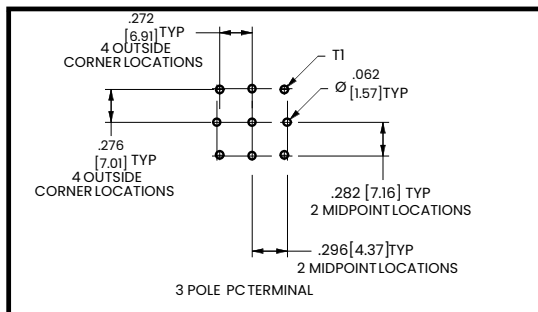 .272
[6.91] TYP
4 OUTSIDE
CORNER LOCATIONS
T1
Ø .062
[1.57] TYP
.276
[7.01] TYP
4 OUTSIDE
CORNER LOCATIONS
.282 [7.16] TYP
2 MIDPOINT LOCATIONS
.296[4.37]TYP
2 MIDPOINT LOCATIONS
3 POLE PC TERMINAL